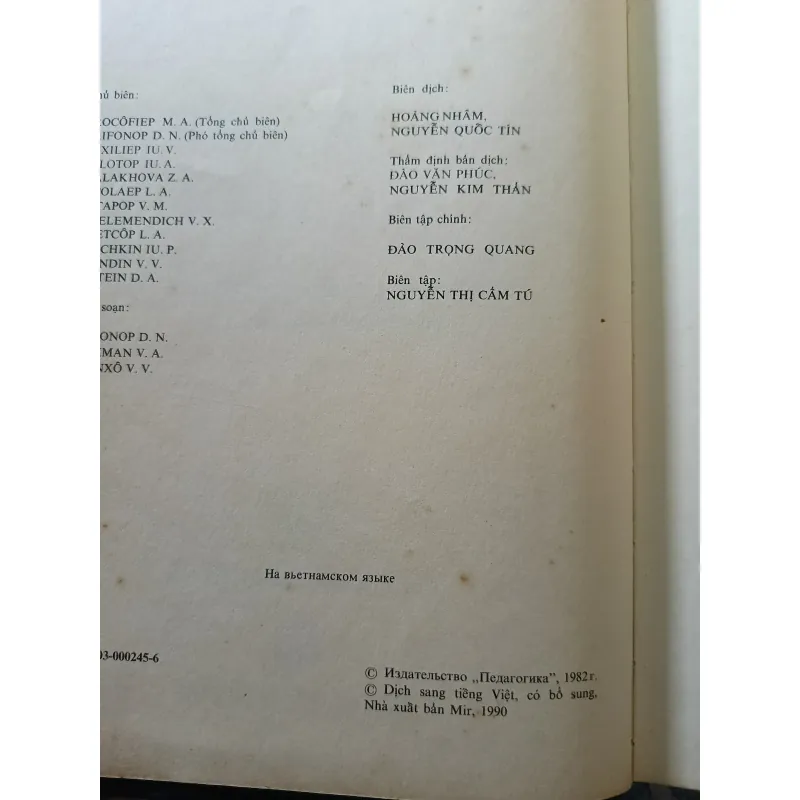 hủ biên:
OCÔFIEP M. A. (Tổng chủ biên)
IFONOP D. N. (Phó tổng chủ biên)
XILIEP IU. V.
LOTOP IU. A.
ALAKHOVA Z. A.
OLAEP L. A.
TAPOP V. M.
ELEMENDICH V. X.
ETCÔP L. A.
CHKIN IU. P.
NDIN V. V.
TEIN D. A.
soạn:
ONOP D. N.
MAN V. A.
NXÔ V. V.
Biên dịch:
HOÀNG NHÂM,
NGUYỄN QUỐC TÍN
Thẩm định bản dịch:
ĐÀO VĂN PHÚC,
NGUYỄN KIM THẢN
Biên tập chính:
ĐÀO TRỌNG QUANG
Biên tập:
NGUYỄN THỊ CẨM TÚ
На вьетнамском языке
03-000245-6
© Издательство „Педагогика", 1982 г.
© Dịch sang tiếng Việt, có bổ sung,
Nhà xuất bản Mir, 1990